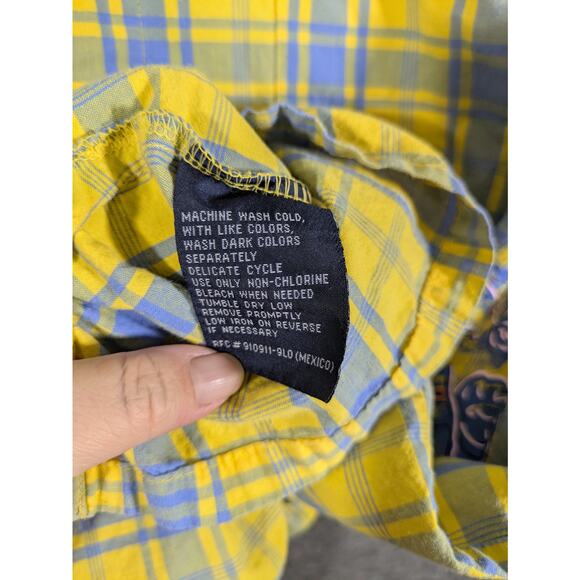 MACHINE WASH COLD,
WITH LIKE COLORS,
WASH DARK COLORS
SEPARATELY
DELICATE CYCLE
USE ONLY NON-CHLORINE
BLEACH WHEN NEEDED
TUMBLE DRY LOW
REMOVE PROMPTLY
LOW IRON ON REVERSE
IF NECESSARY
RFC # 910911-9L0 (MEXICO)